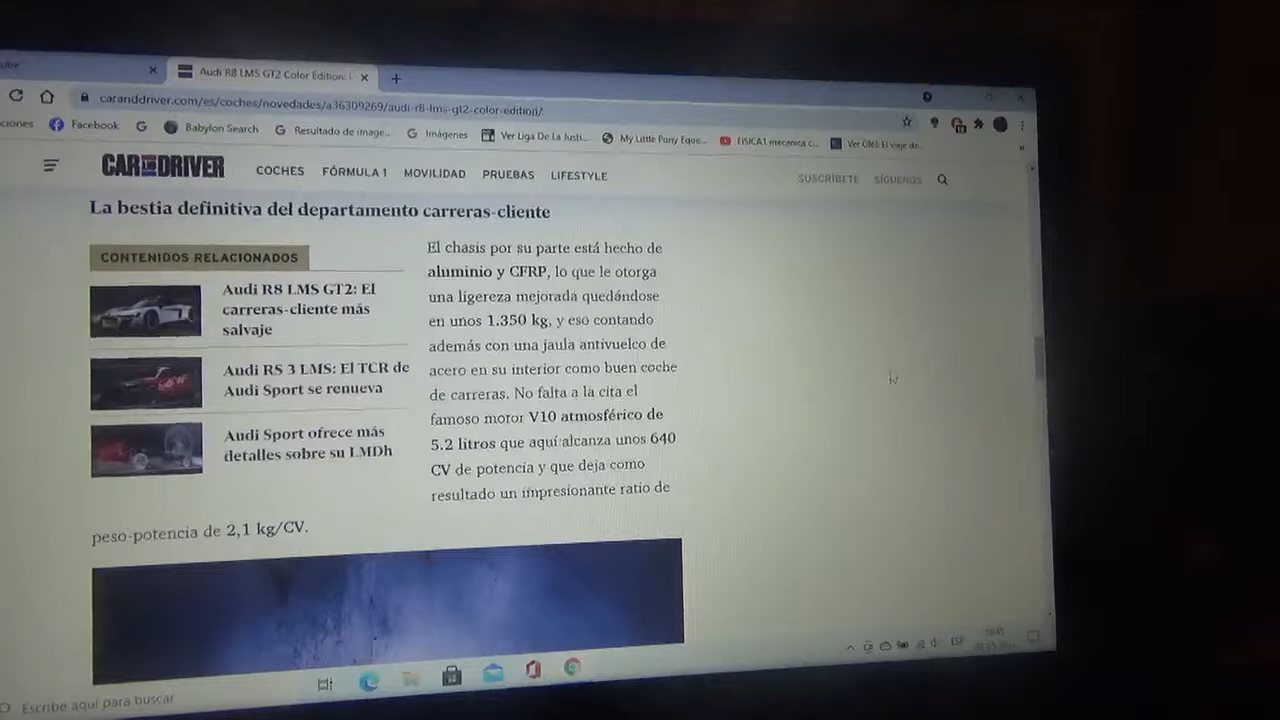 Audi R8 LMS GT2 Color Edition:
caranddriver.com/es/coches/novedades/a36309269/audi-r8-lms-gt2-color-edition/
ciones Facebook Babylon Search Resultado de image... Imágenes Ver Liga De La Justi... My Little Pony Eque... FISICA1 mecanica c... Ver Olé! El viaje de...
CAR AND DRIVER COCHES FÓRMULA 1 MOVILIDAD PRUEBAS LIFESTYLE SUSCRÍBETE SÍGUENOS
La bestia definitiva del departamento carreras-cliente
CONTENIDOS RELACIONADOS
Audi R8 LMS GT2: El
carreras-cliente más
salvaje
Audi RS 3 LMS: El TCR de
Audi Sport se renueva
Audi Sport ofrece más
detalles sobre su LMDh
El chasis por su parte está hecho de
aluminio y CFRP, lo que le otorga
una ligereza mejorada quedándose
en unos 1.350 kg, y eso contando
además con una jaula antivuelco de
acero en su interior como buen coche
de carreras. No falta a la cita el
famoso motor V10 atmosférico de
5.2 litros que aquí alcanza unos 640
CV de potencia y que deja como
resultado un impresionante ratio de
peso-potencia de 2,1 kg/CV.
ESP
Escribe aquí para buscar